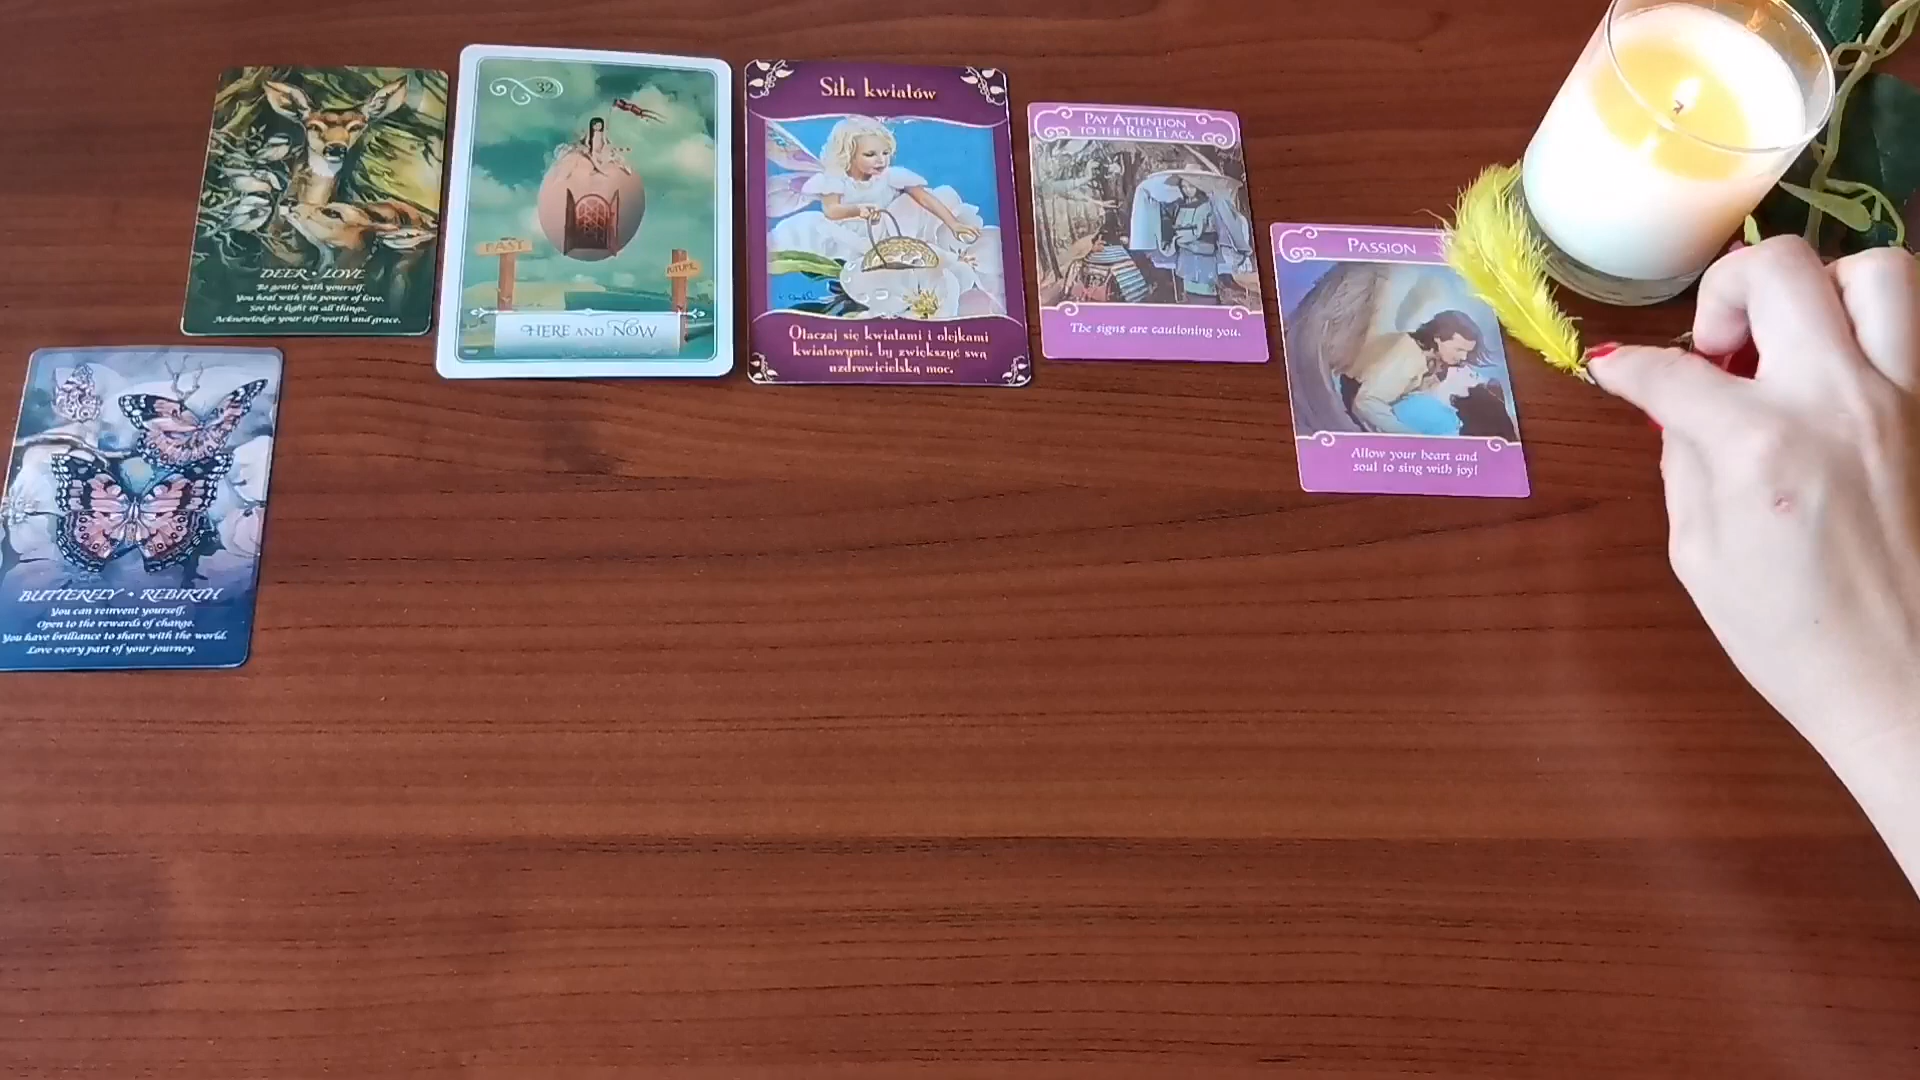 DEER • LOVE
Be gentle with yourself.
You heal with the power of love.
See the light in all things.
Acknowledge your self-worth and grace.
BUTTERFLY • REBIRTH
You can reinvent yourself.
Open to the rewards of change.
You have brilliance to share with the world.
Love every part of your journey.
32
PAST
FUTURE
HERE AND NOW
Siła kwiatów
Otaczaj się kwiatami i olejkami
kwiatowymi, by zwiększyć swą
uzdrowicielską moc.
PAY ATTENTION
TO THE RED FLAGS
The signs are cautioning you.
PASSION
Allow your heart and
soul to sing with joy!